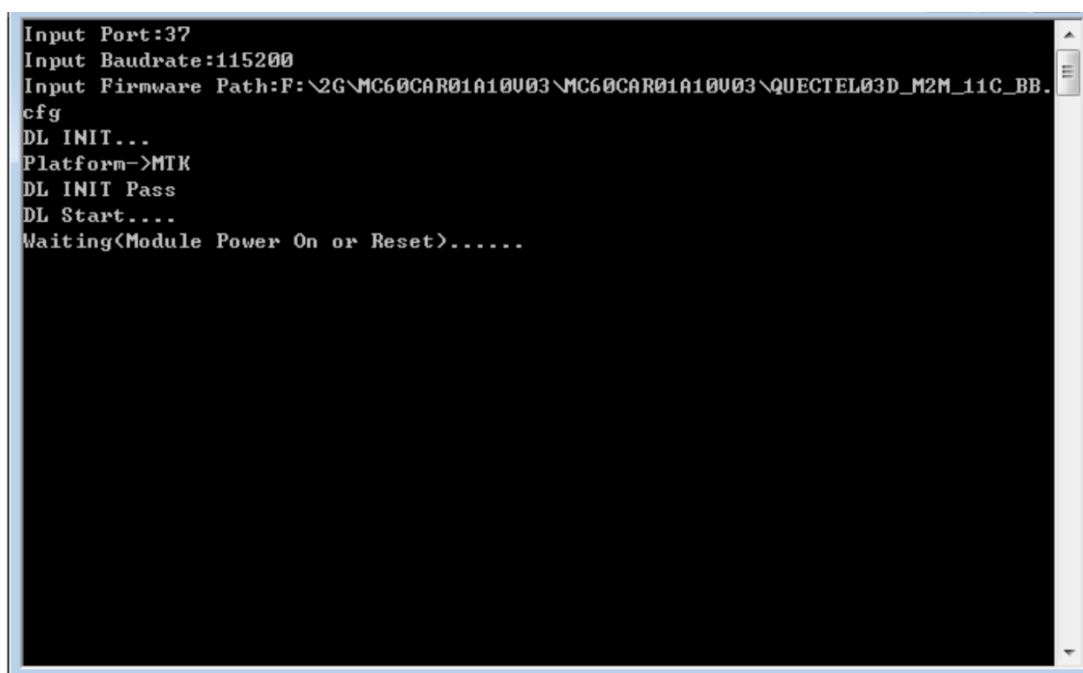 Input Port:37
Input Baudrate:115200
Input Firmware Path:F:\2G\MC60CAR01A10V03\MC60CAR01A10V03\QUECTEL03D_M2M_11C_BB.
cfg
DL INIT...
Platform->MTK
DL INIT Pass
DL Start....
Waiting(Module Power On or Reset)......